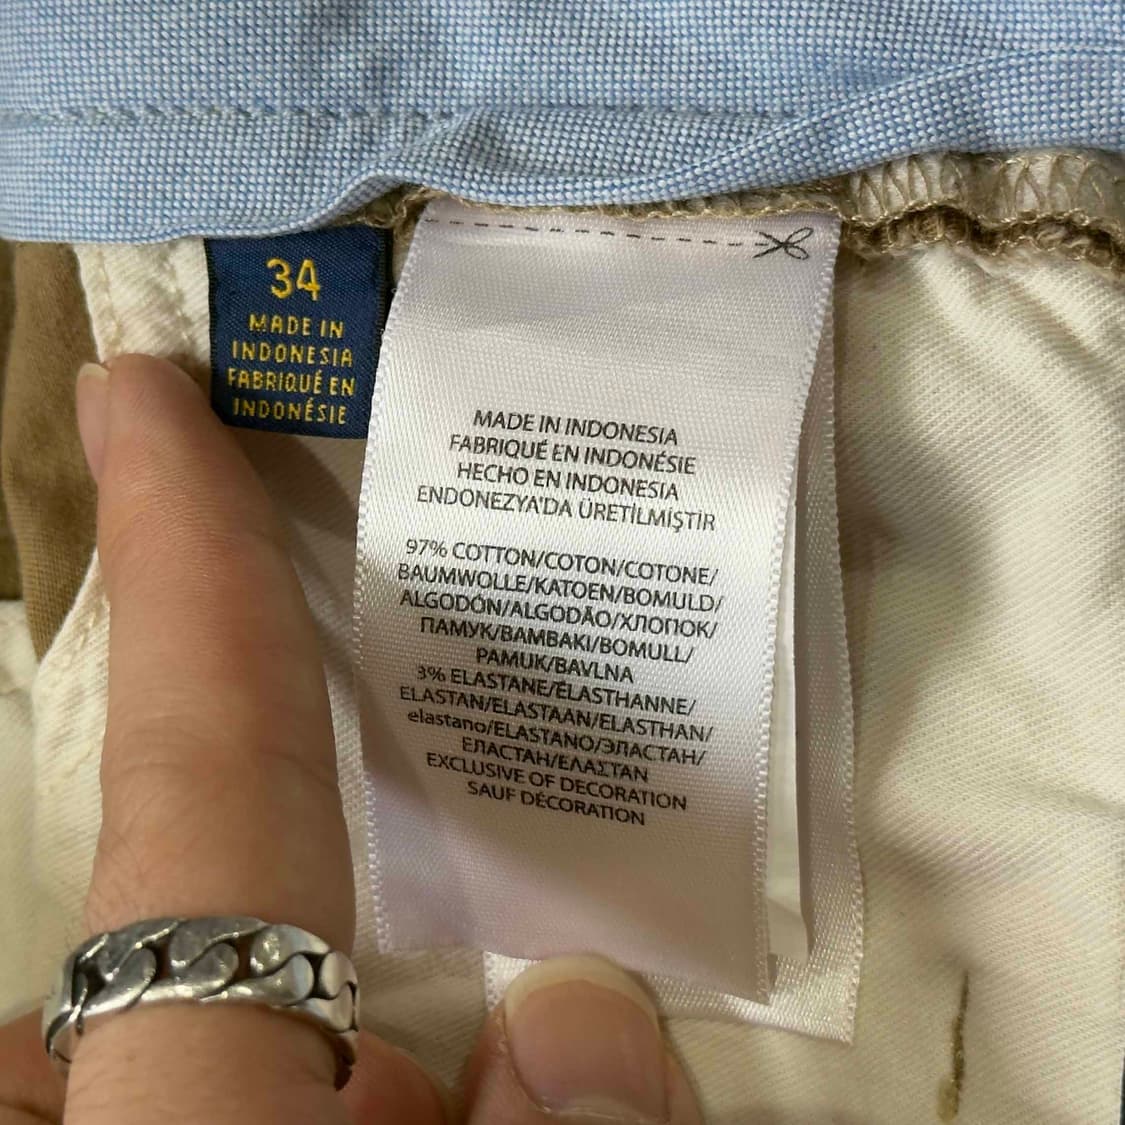 34
MADE IN
INDONESIA
FABRIQUÉ EN
INDONÉSIE
MADE IN INDONESIA
FABRIQUÉ EN INDONÉSIE
HECHO EN INDONESIA
ENDONEZYA'DA ÜRETİLMİŞTİR
97% COTTON/COTON/COTONE/
BAUMWOLLE/KATOEN/BOMULD/
ALGODÓN/ALGODÃO/ХЛОПОК/
ПАМУК/ΒΑΜΒΑΚΙ/BOMULL/
PAMUK/BAVLNA
3% ELASTANE/ÉLASTHANNE/
ELASTAN/ELASTAAN/ELASTHAN/
elastano/ELASTANO/ЭЛАСТАН/
ЕЛАСТАН/ΕΛΑΣΤΑΝ
EXCLUSIVE OF DECORATION
SAUF DÉCORATION